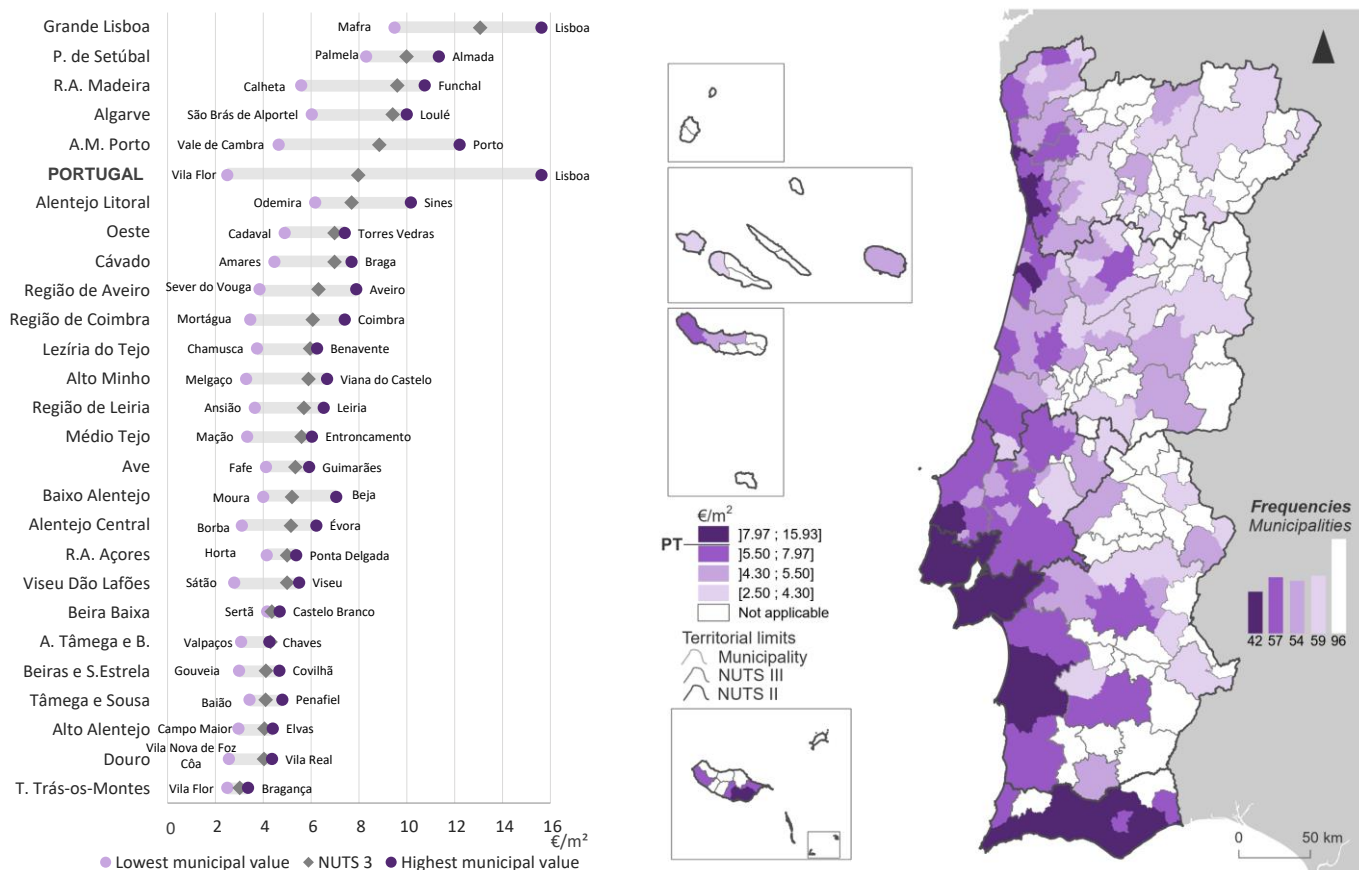 Grande Lisboa
Mafra
Lisboa
P. de Setúbal
Palmela
Almada
R.A. Madeira
Calheta
Funchal
Algarve
São Brás de Alportel
Loulé
A.M. Porto
Vale de Cambra
Porto
PORTUGAL
Vila Flor
Lisboa
Alentejo Litoral
Odemira
Sines
Oeste
Cadaval
Torres Vedras
Cávado
Amares
Braga
Região de Aveiro
Sever do Vouga
Aveiro
Região de Coimbra
Mortágua
Coimbra
Lezíria do Tejo
Chamusca
Benavente
Alto Minho
Melgaço
Viana do Castelo
Região de Leiria
Ansião
Leiria
Médio Tejo
Mação
Entroncamento
Ave
Fafe
Guimarães
Baixo Alentejo
Moura
Beja
Alentejo Central
Borba
Évora
R.A. Açores
Horta
Ponta Delgada
Viseu Dão Lafões
Sátão
Viseu
Beira Baixa
Sertã
Castelo Branco
A. Tâmega e B.
Valpaços
Chaves
Beiras e S.Estrela
Gouveia
Covilhã
Tâmega e Sousa
Baião
Penafiel
Alto Alentejo
Campo Maior
Elvas
Douro
Vila Nova de Foz
Côa
Vila Real
T. Trás-os-Montes
Vila Flor
Bragança
0 2 4 6 8 10 12 14 16
€/m²
Lowest municipal value NUTS 3 Highest municipal value
€/m²
PT
]7.97 ; 15.93]
]5.50 ; 7.97]
]4.30 ; 5.50]
[2.50 ; 4.30]
Not applicable
Territorial limits
Municipality
NUTS III
NUTS II
Frequencies
Municipalities
42 57 54 59 96
0 50 km